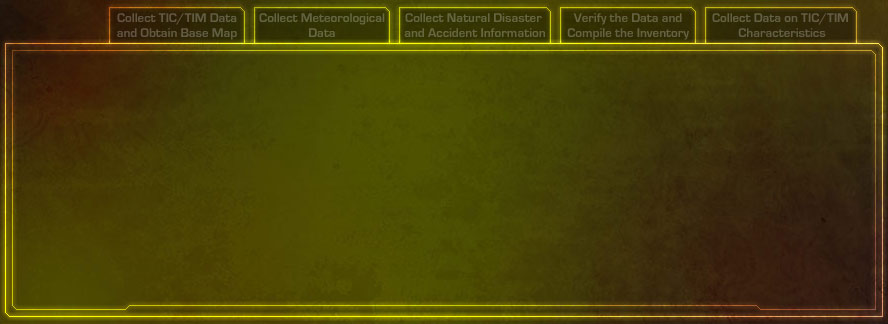 Collect TIC/TIM Data
and Obtain Base Map
Collect Meteorological
Data
Collect Natural Disaster
and Accident Information
Verify the Data and
Compile the Inventory
Collect Data on TIC/TIM
Characteristics